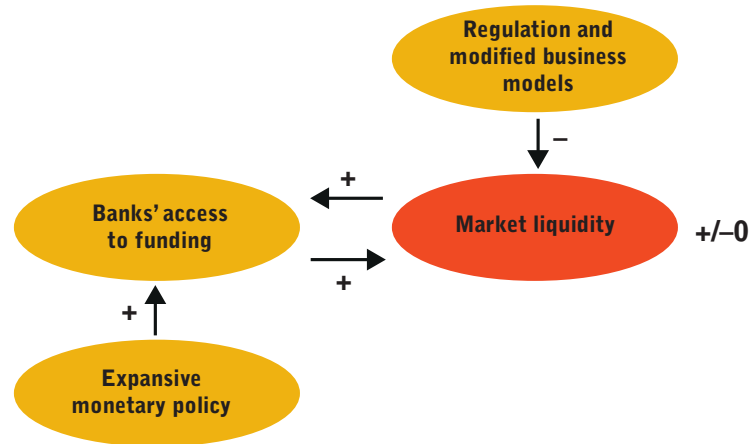 Regulation and
modified business
models
–
+
Banks’ access
to funding
Market liquidity
+/–0
+
+
Expansive
monetary policy